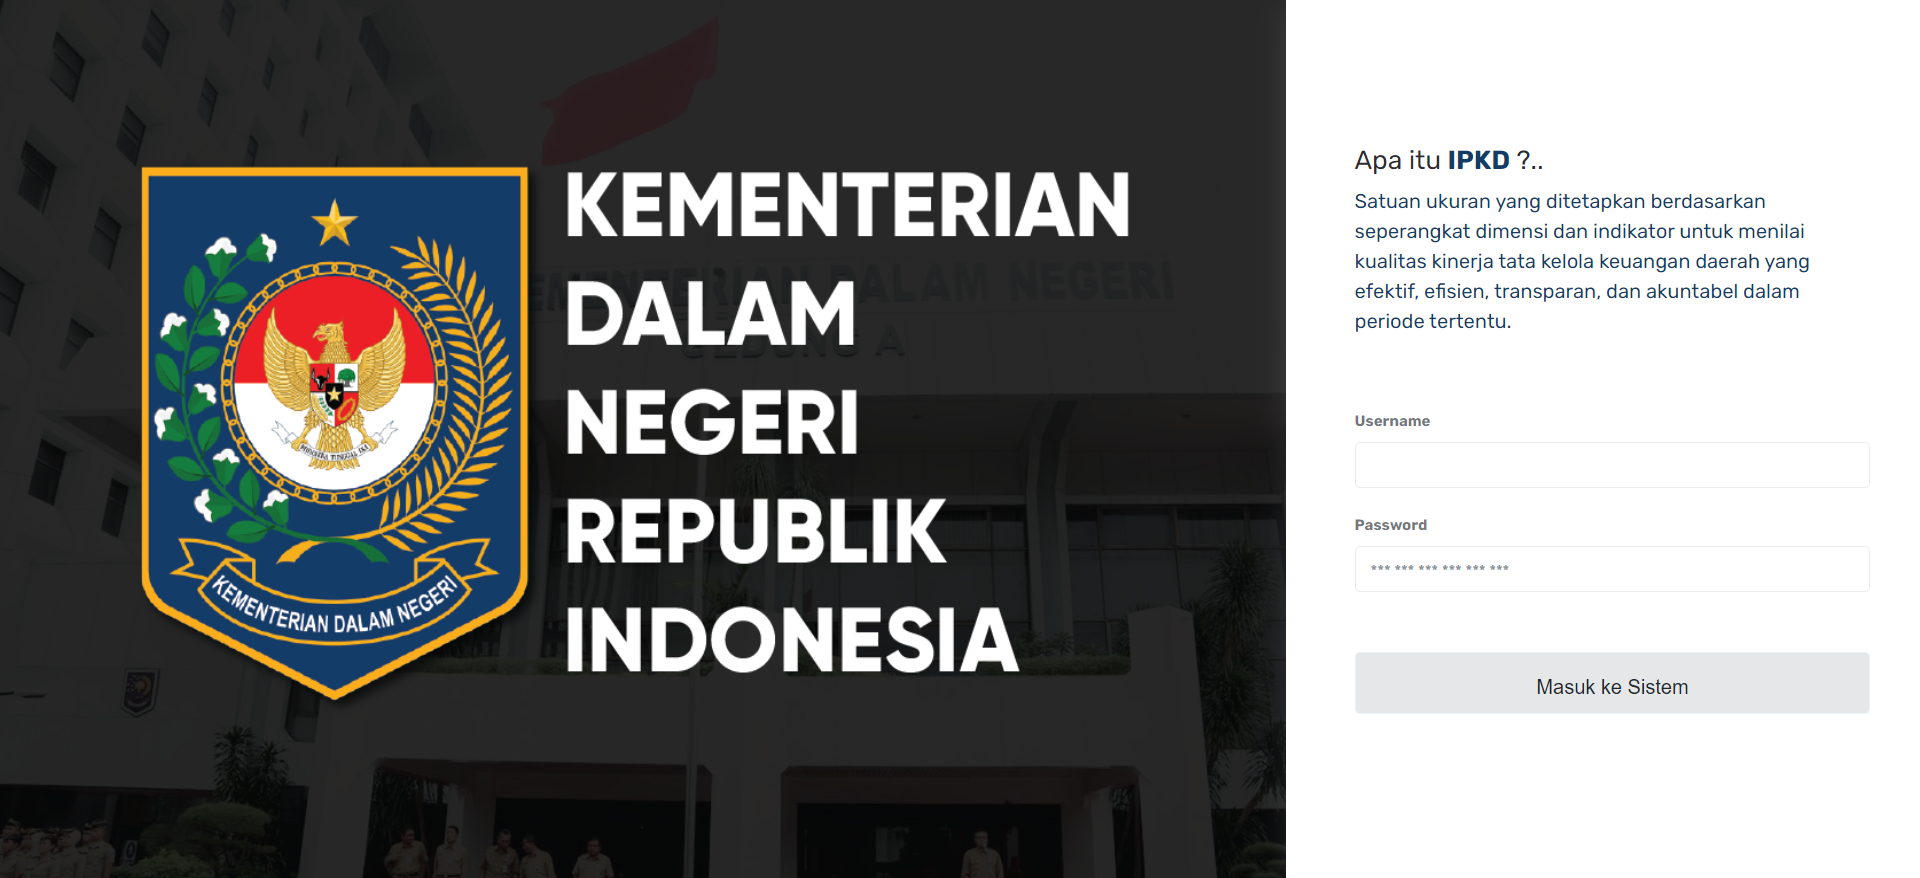 KEMENTERIAN
DALAM
NEGERI
REPUBLIK
INDONESIA
KEMENTERIAN DALAM NEGERI
GEDUNG A
BHINNEKA TUNGGAL IKA
KEMENTERIAN DALAM NEGERI
Apa itu IPKD ?..
Satuan ukuran yang ditetapkan berdasarkan
seperangkat dimensi dan indikator untuk menilai
kualitas kinerja tata kelola keuangan daerah yang
efektif, efisien, transparan, dan akuntabel dalam
periode tertentu.
Username
Password
*** *** *** *** *** ***
Masuk ke Sistem